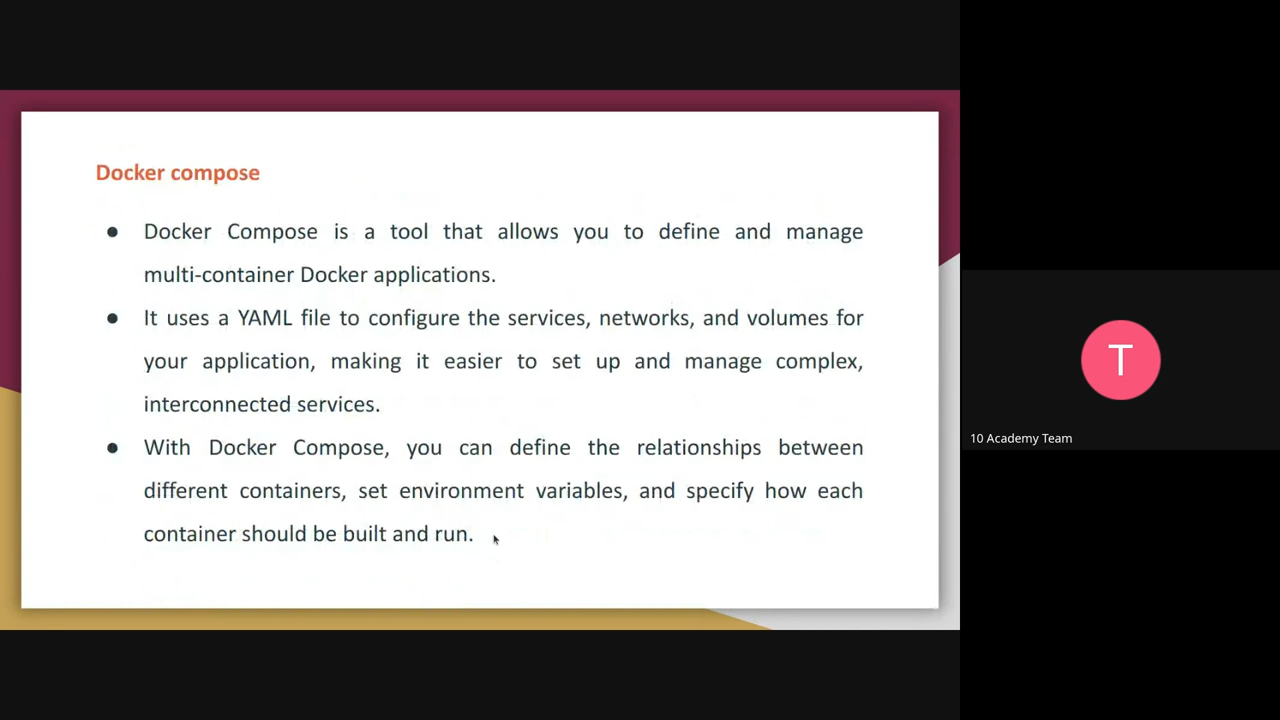 Docker compose
● Docker Compose is a tool that allows you to define and manage
multi-container Docker applications.
● It uses a YAML file to configure the services, networks, and volumes for
your application, making it easier to set up and manage complex,
interconnected services.
● With Docker Compose, you can define the relationships between
different containers, set environment variables, and specify how each
container should be built and run.
T
10 Academy Team